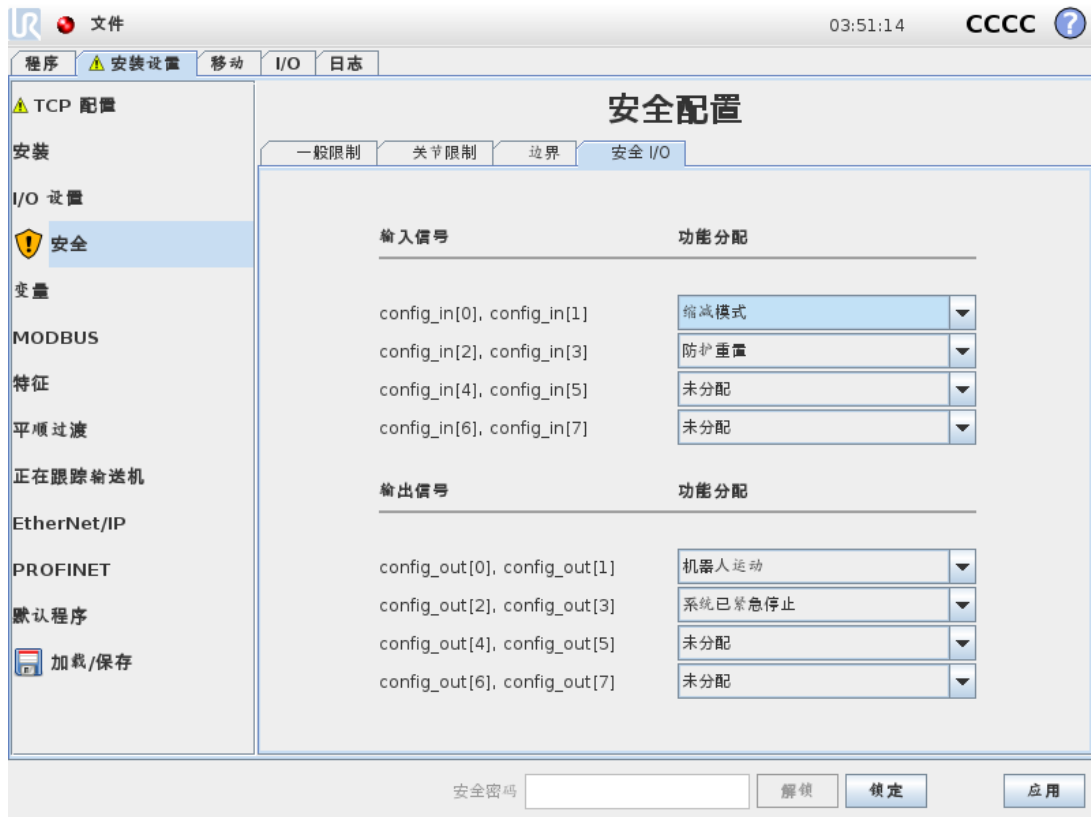 UR 文件 03:51:14 CCCC ?
程序 安装设置 移动 I/O 日志
TCP 配置
安装
I/O 设置
安全
变量
MODBUS
特征
平顺过渡
正在跟踪输送机
EtherNet/IP
PROFINET
默认程序
加载/保存
安全配置
一般限制 关节限制 边界 安全 I/O
输入信号 功能分配
config_in[0], config_in[1] 缩减模式
config_in[2], config_in[3] 防护重置
config_in[4], config_in[5] 未分配
config_in[6], config_in[7] 未分配
输出信号 功能分配
config_out[0], config_out[1] 机器人运动
config_out[2], config_out[3] 系统已紧急停止
config_out[4], config_out[5] 未分配
config_out[6], config_out[7] 未分配
安全密码 解锁 锁定 应用